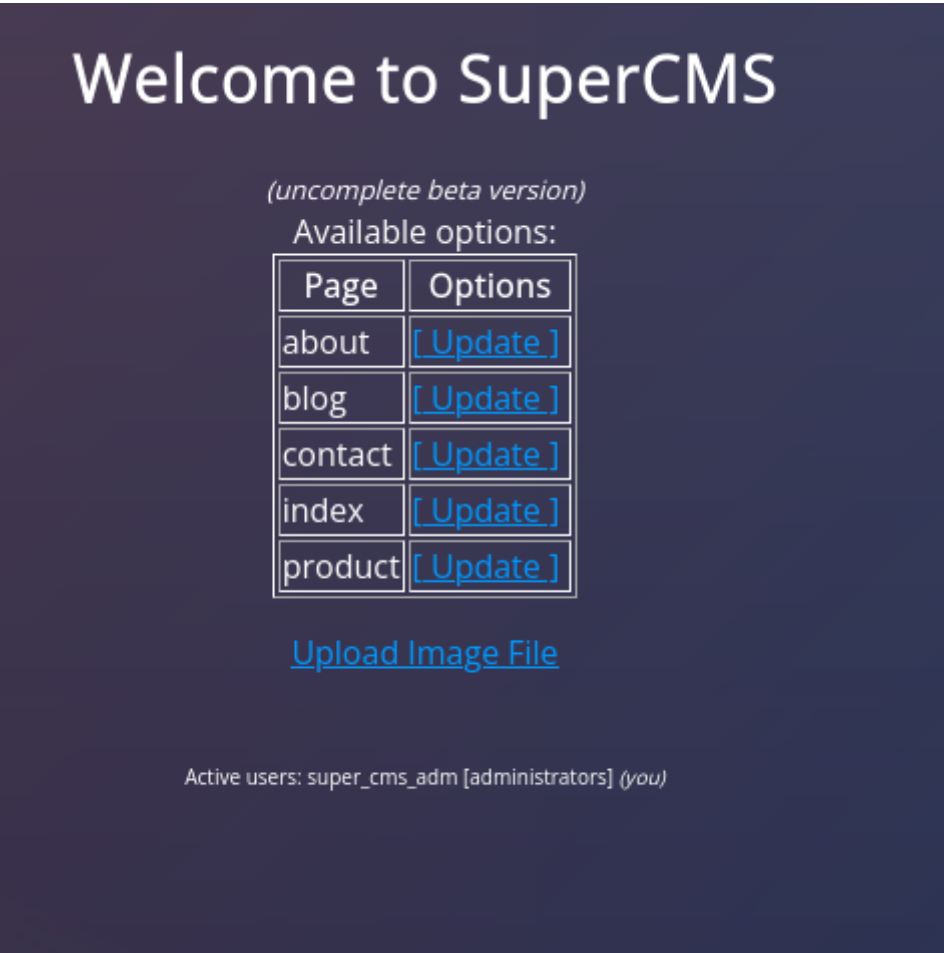 Welcome to SuperCMS
(uncomplete beta version)
Available options:
Page Options
about [ Update ]
blog [ Update ]
contact [ Update ]
index [ Update ]
product [ Update ]
Upload Image File
Active users: super_cms_adm [administrators] (you)